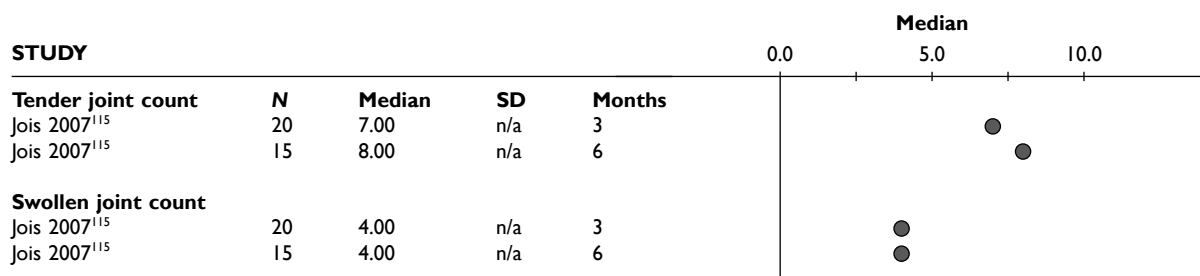 Median
STUDY 0.0 5.0 10.0
Tender joint count N Median SD Months
Jois 2007¹¹⁵ 20 7.00 n/a 3
Jois 2007¹¹⁵ 15 8.00 n/a 6
Swollen joint count
Jois 2007¹¹⁵ 20 4.00 n/a 3
Jois 2007¹¹⁵ 15 4.00 n/a 6